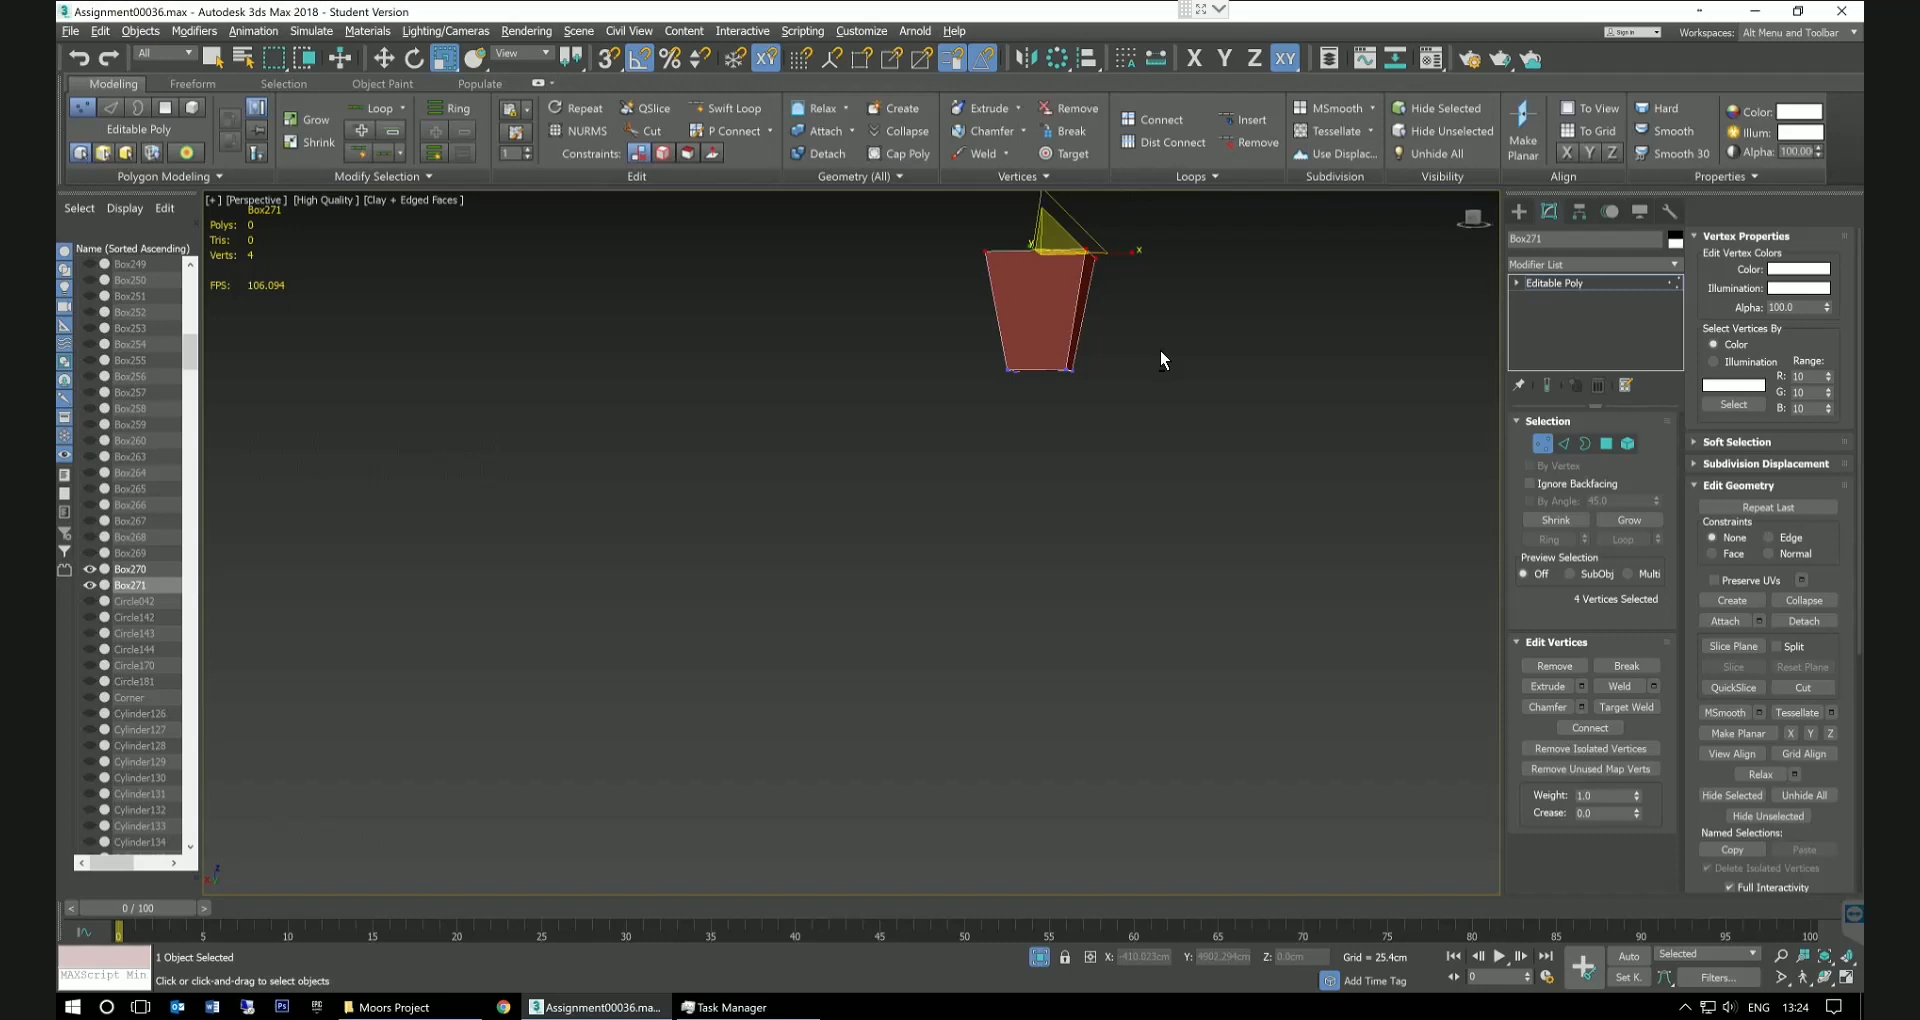 Assignment00036.max - Autodesk 3ds Max 2018 - Student Version
File Edit Objects Modifiers Animation Simulate Materials Lighting/Cameras Rendering Scene Civil View Content Interactive Scripting Customize Arnold Help Sign In Workspaces: Alt Menu and Toolbar
All View X Y Z XY
Modeling Freeform Selection Object Paint Populate
Loop Ring Repeat QSlice Swift Loop Relax Create Extrude Remove MSmooth Hide Selected To View Hard Color:
Grow Connect Insert
Editable Poly NURMS Cut P Connect Attach Collapse Chamfer Break Tessellate Hide Unselected To Grid Smooth Illum:
Shrink Dist Connect Remove Make Planar
1 Constraints: Detach Cap Poly Weld Target Use Displac... Unhide All X Y Z Smooth 30 Alpha: 100.00
Polygon Modeling Modify Selection Edit Geometry (All) Vertices Loops Subdivision Visibility Align Properties
Select Display Edit
[+] [Perspective] [High Quality] [Clay + Edged Faces]
Box271
Polys: 0
Tris: 0
Verts: 4
FPS: 106.094
y x
Name (Sorted Ascending)
Box249
Box250
Box251
Box252
Box253
Box254
Box255
Box256
Box257
Box258
Box259
Box260
Box263
Box264
Box265
Box266
Box267
Box268
Box269
Box270
Box271
Circle042
Circle142
Circle143
Circle144
Circle170
Circle181
Corner
Cylinder126
Cylinder127
Cylinder128
Cylinder129
Cylinder130
Cylinder131
Cylinder132
Cylinder133
Cylinder134
Box271
Modifier List
Editable Poly
Selection
By Vertex
Ignore Backfacing
By Angle: 45.0
Shrink Grow
Ring Loop
Preview Selection
Off SubObj Multi
4 Vertices Selected
Edit Vertices
Remove Break
Extrude Weld
Chamfer Target Weld
Connect
Remove Isolated Vertices
Remove Unused Map Verts
Weight: 1.0
Crease: 0.0
Vertex Properties
Edit Vertex Colors
Color:
Illumination:
Alpha: 100.0
Select Vertices By
Color
Illumination Range:
R: 10
G: 10
Select B: 10
Soft Selection
Subdivision Displacement
Edit Geometry
Repeat Last
Constraints
None Edge
Face Normal
Preserve UVs
Create Collapse
Attach Detach
Slice Plane Split
Slice Reset Plane
QuickSlice Cut
MSmooth Tessellate
Make Planar X Y Z
View Align Grid Align
Relax
Hide Selected Unhide All
Hide Unselected
Named Selections:
Copy Paste
Delete Isolated Vertices
Full Interactivity
< 0 / 100 >
0 5 10 15 20 25 30 35 40 45 50 55 60 65 70 75 80 85 90 95 100
1 Object Selected X: -410.023cm Y: 4902.294cm Z: 0.0cm Grid = 25.4cm Auto Selected
MAXScript Min Click or click-and-drag to select objects Add Time Tag 0 Set K. Filters...
Moors Project Assignment00036.ma... Task Manager ENG 13:24